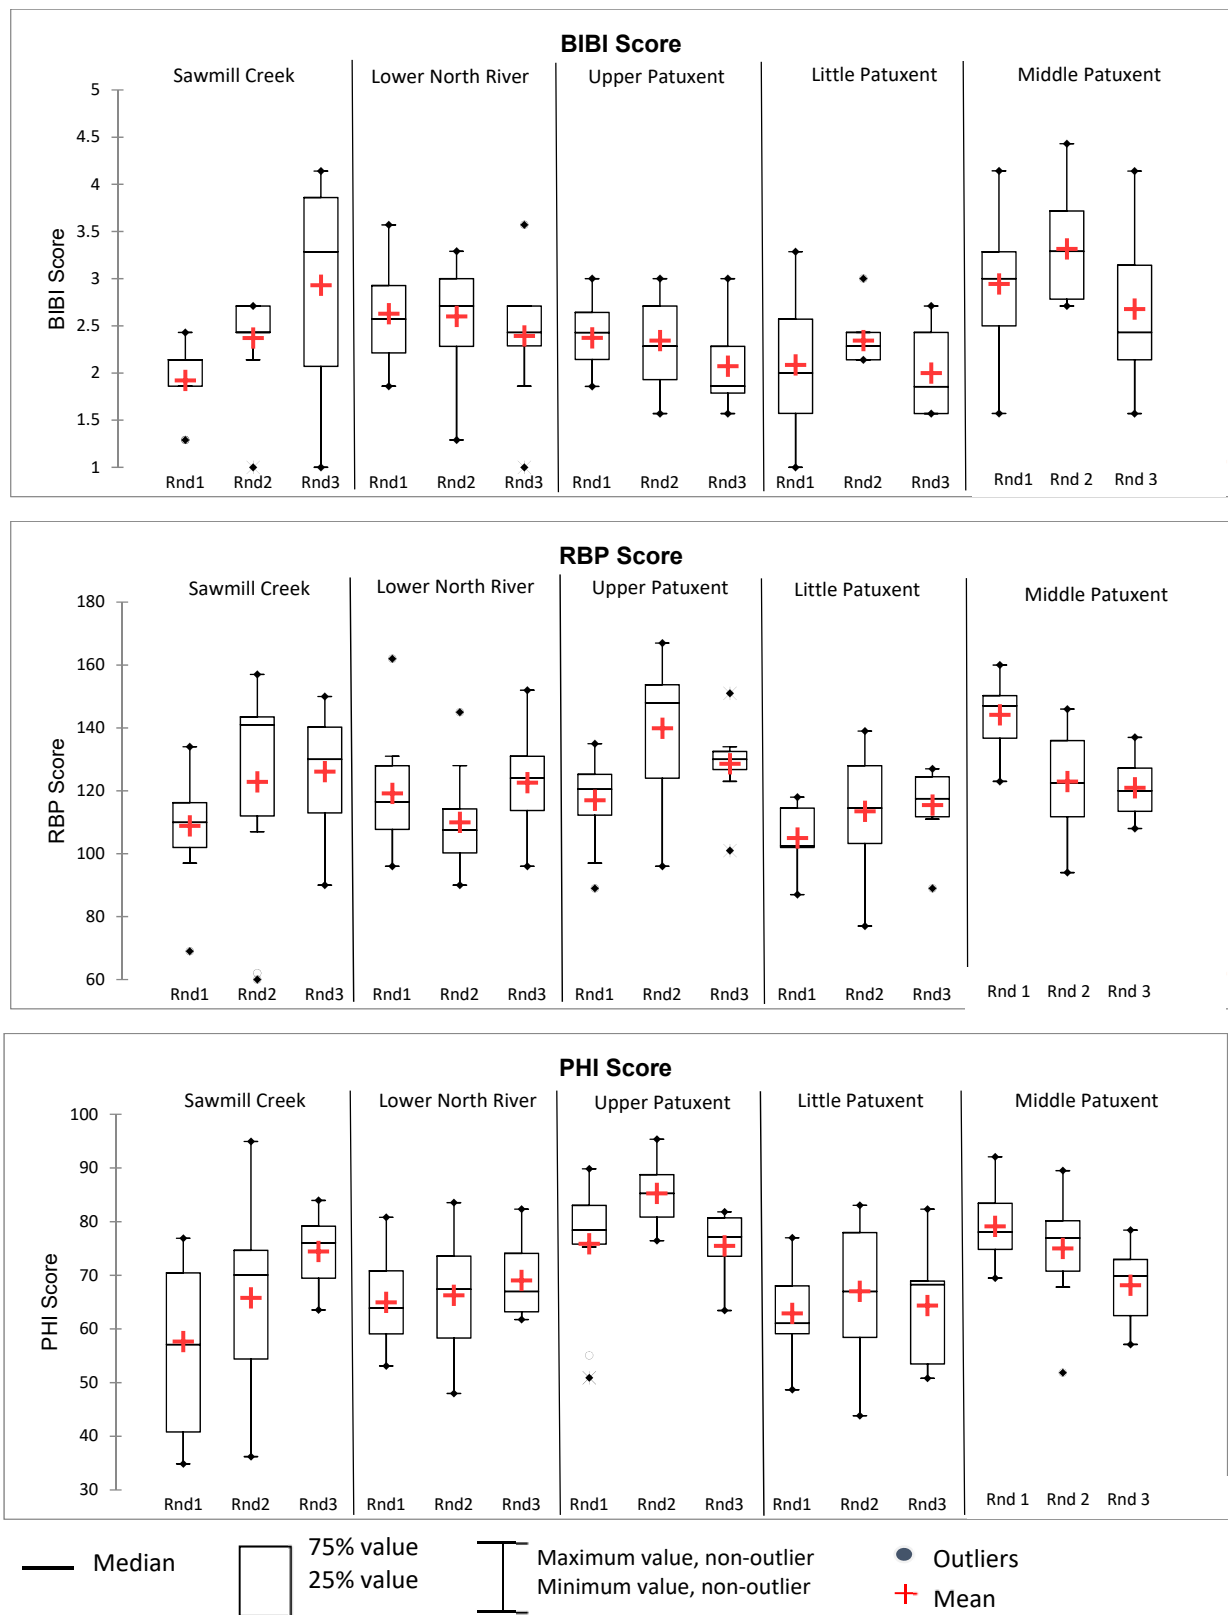 BIBI Score
Sawmill Creek Lower North River Upper Patuxent Little Patuxent Middle Patuxent
BIBI Score
5
4.5
4
3.5
3
2.5
2
1.5
1
Rnd1 Rnd2 Rnd3 Rnd1 Rnd2 Rnd3 Rnd1 Rnd2 Rnd3 Rnd1 Rnd2 Rnd3 Rnd1 Rnd 2 Rnd 3
RBP Score
Sawmill Creek Lower North River Upper Patuxent Little Patuxent Middle Patuxent
RBP Score
180
160
140
120
100
80
60
Rnd1 Rnd2 Rnd3 Rnd1 Rnd2 Rnd3 Rnd1 Rnd2 Rnd3 Rnd1 Rnd2 Rnd3 Rnd 1 Rnd 2 Rnd 3
PHI Score
Sawmill Creek Lower North River Upper Patuxent Little Patuxent Middle Patuxent
PHI Score
100
90
80
70
60
50
40
30
Rnd1 Rnd2 Rnd3 Rnd1 Rnd2 Rnd3 Rnd1 Rnd2 Rnd3 Rnd1 Rnd2 Rnd3 Rnd 1 Rnd 2 Rnd 3
Median
75% value
25% value
Maximum value, non-outlier
Minimum value, non-outlier
Outliers
Mean